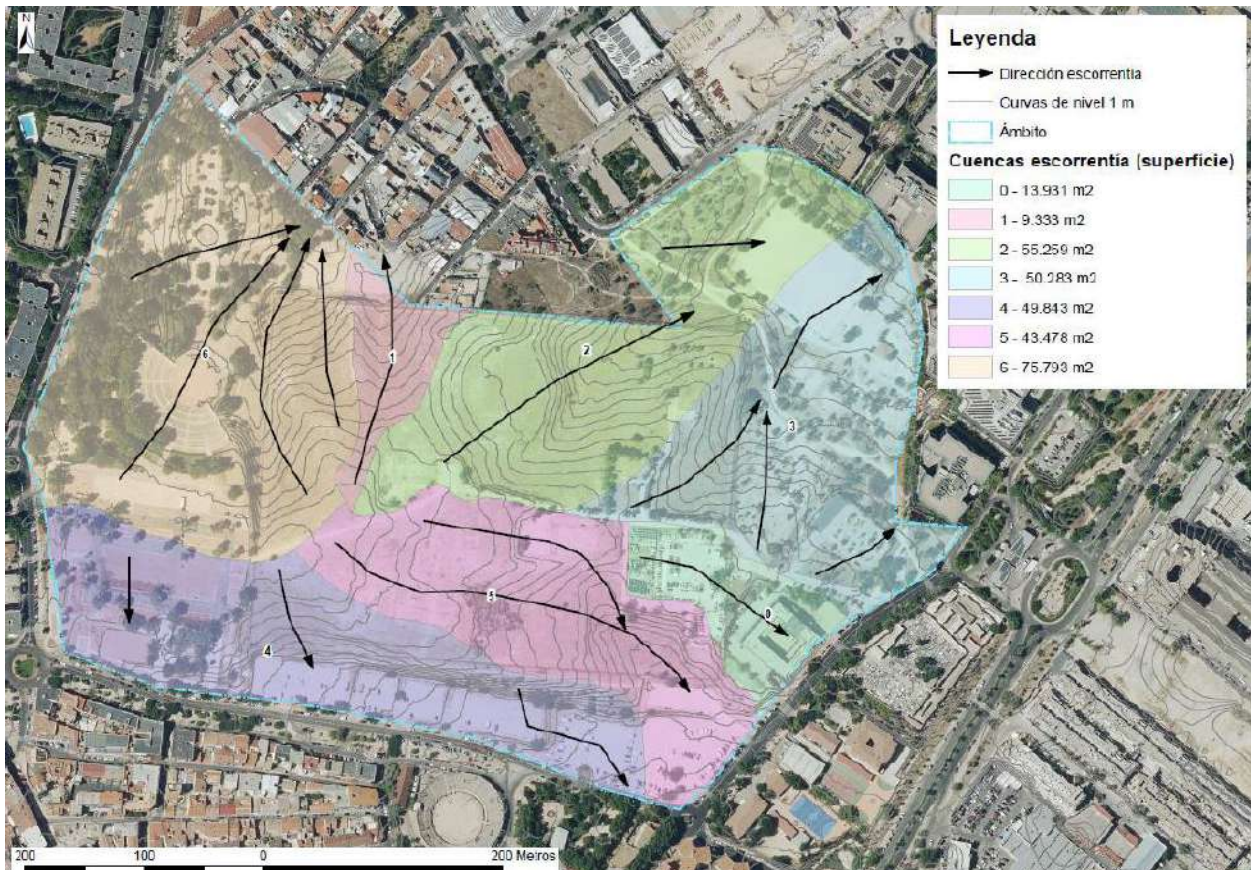 N
Leyenda
Dirección escorrentía
Curvas de nivel 1 m
Ámbito
Cuencas escorrentía (superficie)
0 - 13.931 m2
1 - 9.333 m2
2 - 55.259 m2
3 - 50.283 m2
4 - 49.843 m2
5 - 43.478 m2
6 - 75.793 m2
6
1
2
3
5
0
4
200 100 0 200 Metros